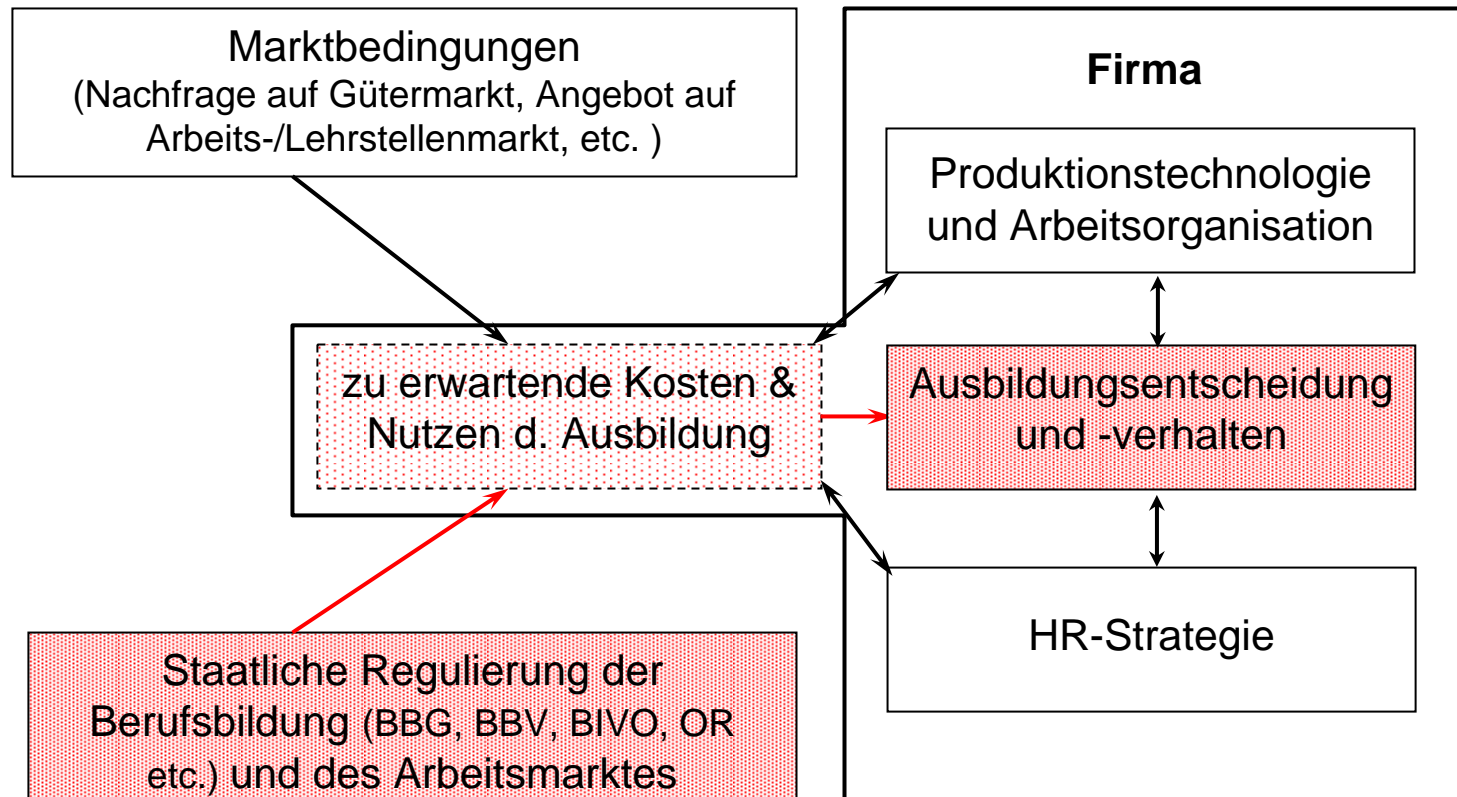 Marktbedingungen
(Nachfrage auf Gütermarkt, Angebot auf
Arbeits-/Lehrstellenmarkt, etc. )
Firma
Produktionstechnologie
und Arbeitsorganisation
zu erwartende Kosten &
Nutzen d. Ausbildung
Ausbildungsentscheidung
und -verhalten
HR-Strategie
Staatliche Regulierung der
Berufsbildung (BBG, BBV, BIVO, OR
etc.) und des Arbeitsmarktes